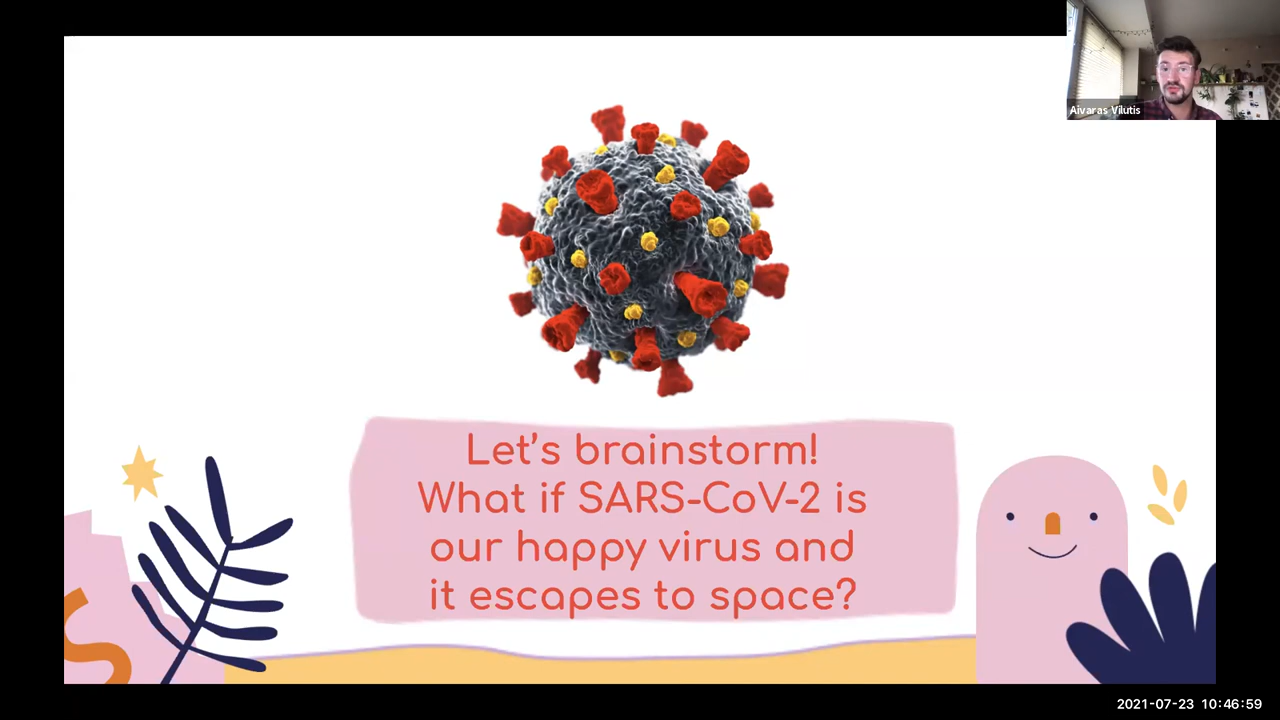 Aivaras Vilutis
Let's brainstorm!
What if SARS-CoV-2 is
our happy virus and
it escapes to space?
S
2021-07-23 10:46:59